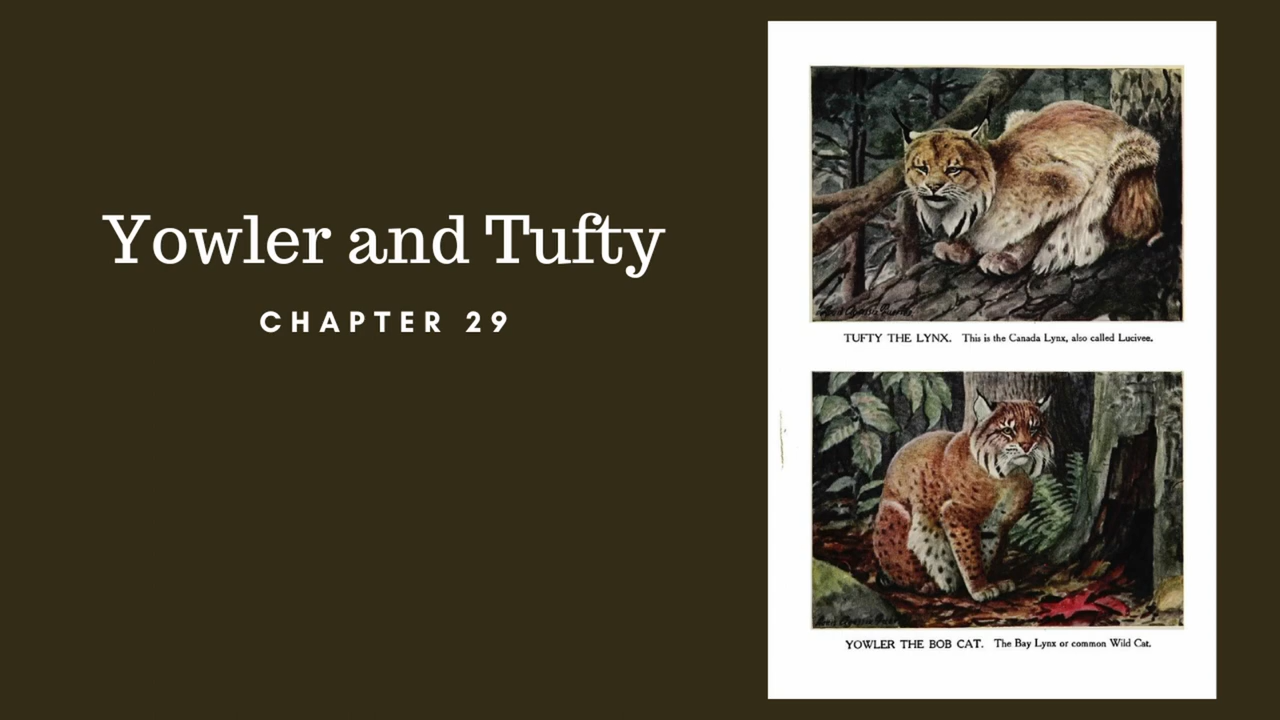 Yowler and Tufty
CHAPTER 29
TUFTY THE LYNX. This is the Canada Lynx, also called Lucivee.
YOWLER THE BOB CAT. The Bay Lynx or common Wild Cat.